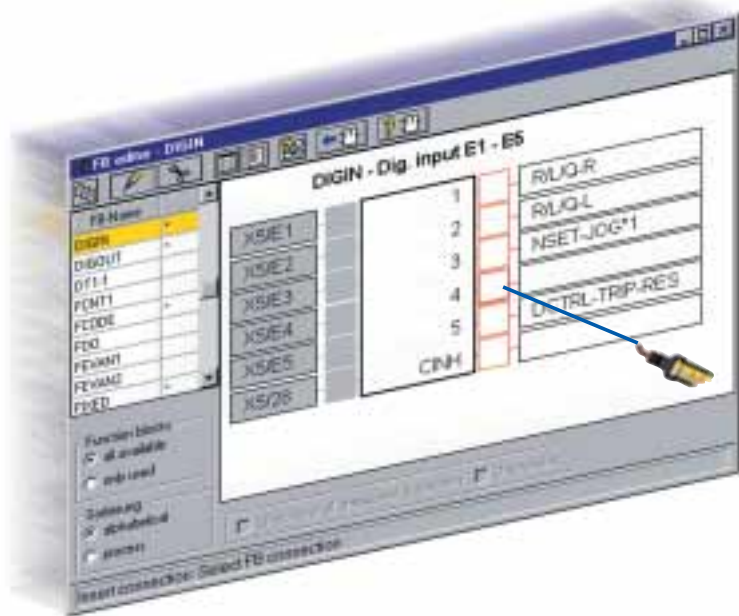 FB editor - DIGIN
DIGIN - Dig. input E1 - E5
FB-Name
DIGIN
DIGOUT
DT1-1
FCNT1
FCODE
FDO
FEVAN1
FEVAN2
FIXED
X5/E1
X5/E2
X5/E3
X5/E4
X5/E5
X5/28
1
2
3
4
5
CINH
R/L/Q-R
R/L/Q-L
NSET-JOG*1
DCTRL-TRIP-RES
Function blocks
all available
only used
alphabetical
process
Insert connection: Select FB connection